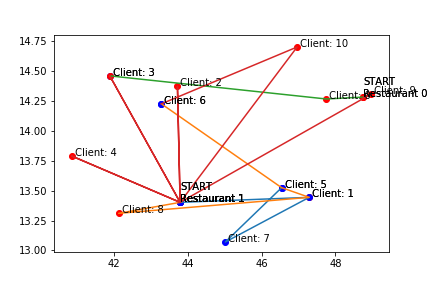 14.75
14.50
14.25
14.00
13.75
13.50
13.25
13.00
42
44
46
48
Client: 10
Client: 3
Client: 2
START
Client: 9
Restaurant 0
Client:
Client: 6
Client: 4
Client: 5
START
Client: 1
Restaurant 1
Client: 8
Client: 7